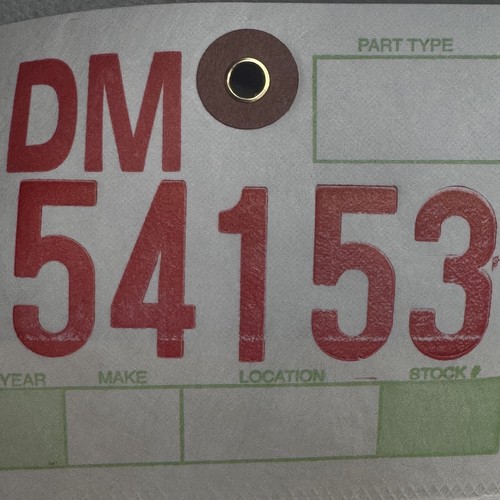 PART TYPE
DM
54153
YEAR MAKE LOCATION STOCK #